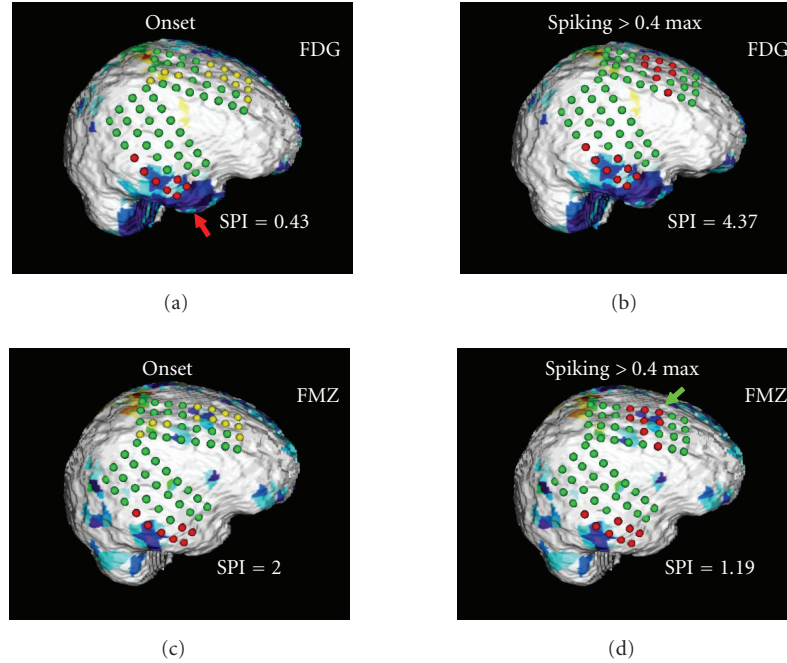 Onset
FDG
SPI = 0.43
(a)
Spiking > 0.4 max
FDG
SPI = 4.37
(b)
Onset
FMZ
SPI = 2
(c)
Spiking > 0.4 max
FMZ
SPI = 1.19
(d)